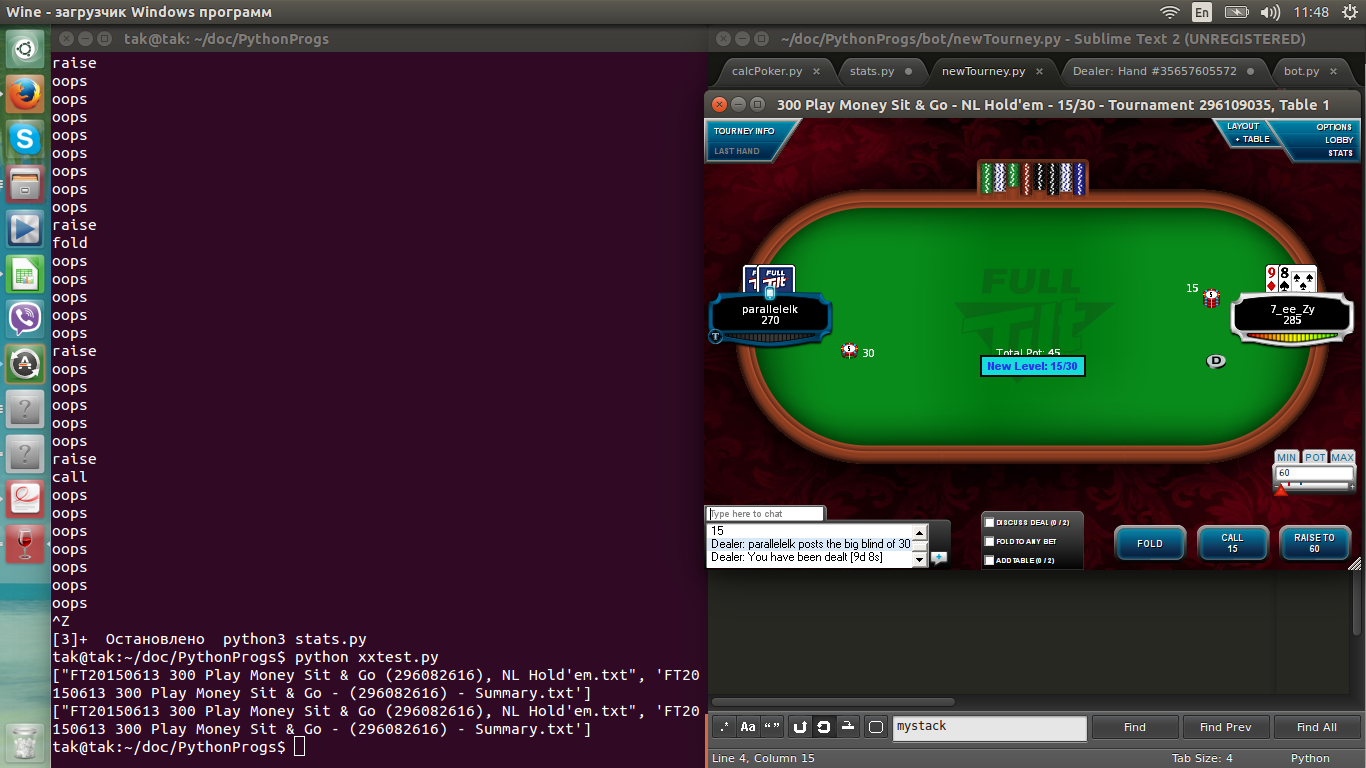 Wine - загрузчик Windows программ
En
11:48
tak@tak: ~/doc/PythonProgs
raise
oops
oops
oops
oops
oops
oops
oops
oops
raise
fold
oops
oops
oops
oops
oops
raise
oops
oops
oops
oops
oops
raise
call
oops
oops
oops
oops
oops
oops
oops
^Z
[3]+  Остановлено  python3 stats.py
tak@tak:~/doc/PythonProgs$ python xxtest.py
["FT20150613 300 Play Money Sit & Go (296082616), NL Hold'em.txt", 'FT20
150613 300 Play Money Sit & Go - (296082616) - Summary.txt']
["FT20150613 300 Play Money Sit & Go (296082616), NL Hold'em.txt", 'FT20
150613 300 Play Money Sit & Go - (296082616) - Summary.txt']
tak@tak:~/doc/PythonProgs$
~/doc/PythonProgs/bot/newTourney.py - Sublime Text 2 (UNREGISTERED)
calcPoker.py
stats.py
newTourney.py
Dealer: Hand #35657605572
bot.py
300 Play Money Sit & Go - NL Hold'em - 15/30 - Tournament 296109035, Table 1
TOURNEY INFO
LAST HAND
LAYOUT
+ TABLE
OPTIONS
LOBBY
STATS
FULL
TILT
FULL
parallelelk
270
T
30
Total Pot: 45
New Level: 15/30
15
9
8
7_ee_Zy
285
D
MIN
POT
MAX
60
Type here to chat
15
Dealer: parallelelk posts the big blind of 30
Dealer: You have been dealt [9d 8s]
DISCUSS DEAL (0 / 2)
FOLD TO ANY BET
ADD TABLE (0 / 2)
FOLD
CALL
15
RAISE TO
60
.*
Aa
“”
mystack
Find
Find Prev
Find All
Line 4, Column 15
Tab Size: 4
Python